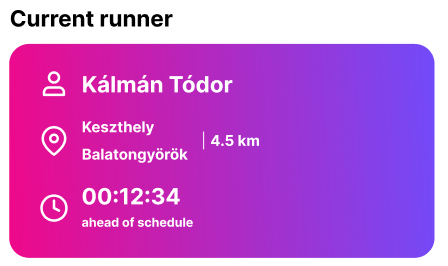 Current runner
Kálmán Tódor
Keszthely
Balatongyörök
4.5 km
00:12:34
ahead of schedule